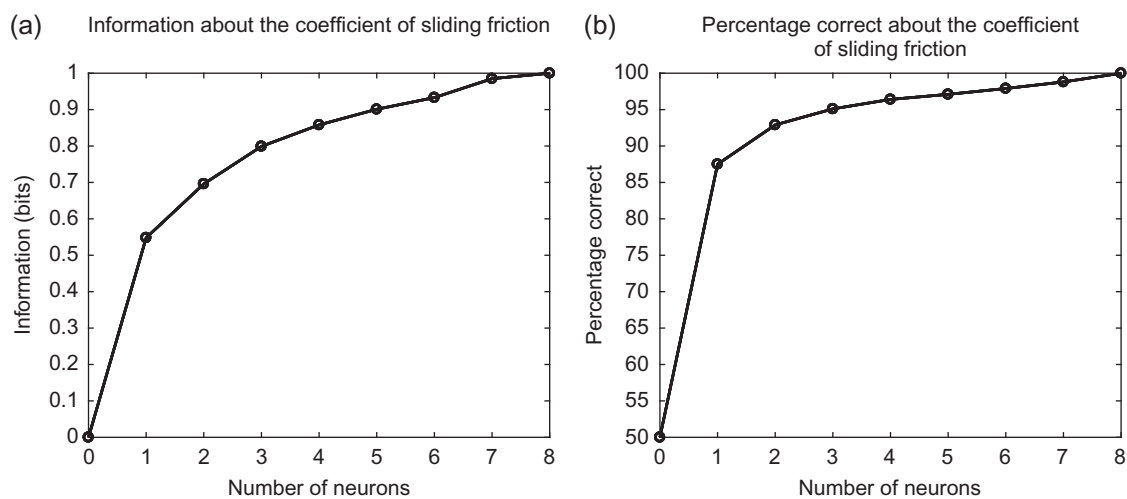 (a) Information about the coefficient of sliding friction
1
0.9
0.8
0.7
0.6
0.5
0.4
0.3
0.2
0.1
0
Information (bits)
0 1 2 3 4 5 6 7 8
Number of neurons
(b) Percentage correct about the coefficient
of sliding friction
100
95
90
85
80
75
70
65
60
55
50
Percentage correct
0 1 2 3 4 5 6 7 8
Number of neurons